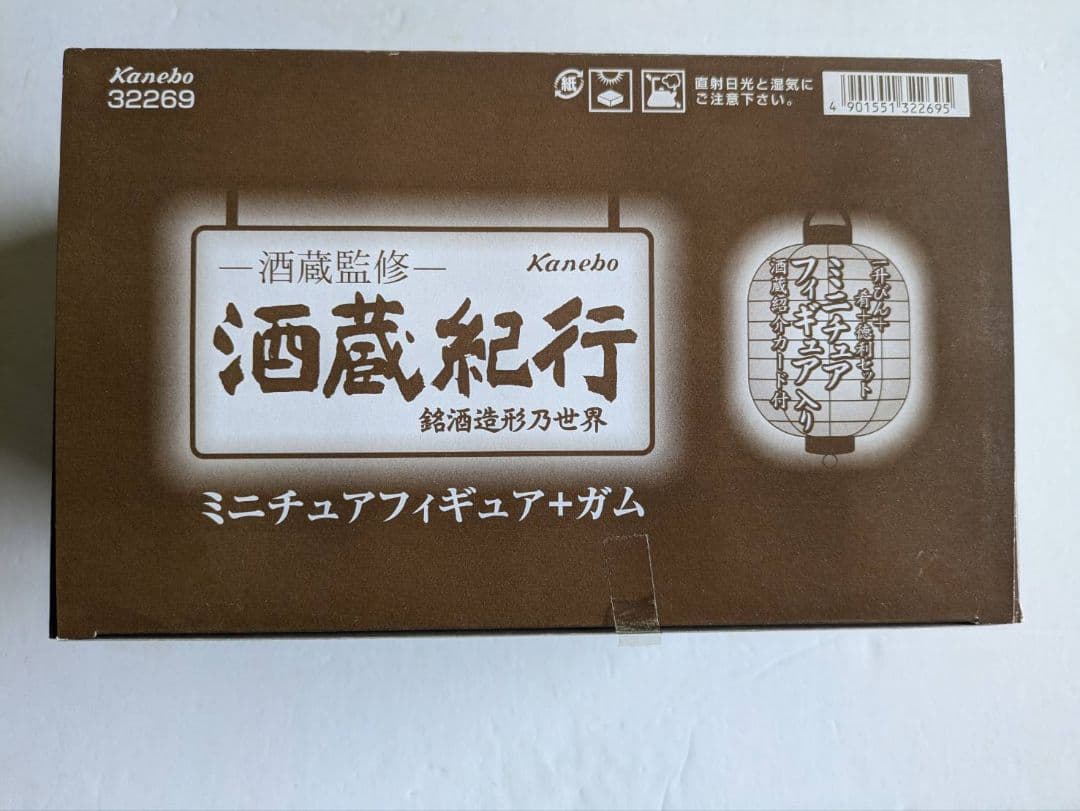 Kanebo
32269
紙
直射日光と湿気に
ご注意下さい。
4 901551 322695
—酒蔵監修—
Kanebo
酒蔵紀行
銘酒造形乃世界
ミニチュアフィギュア+ガム
一升びん+
肴+徳利セット
ミニチュア
フィギュア入り
酒蔵紹介カード付